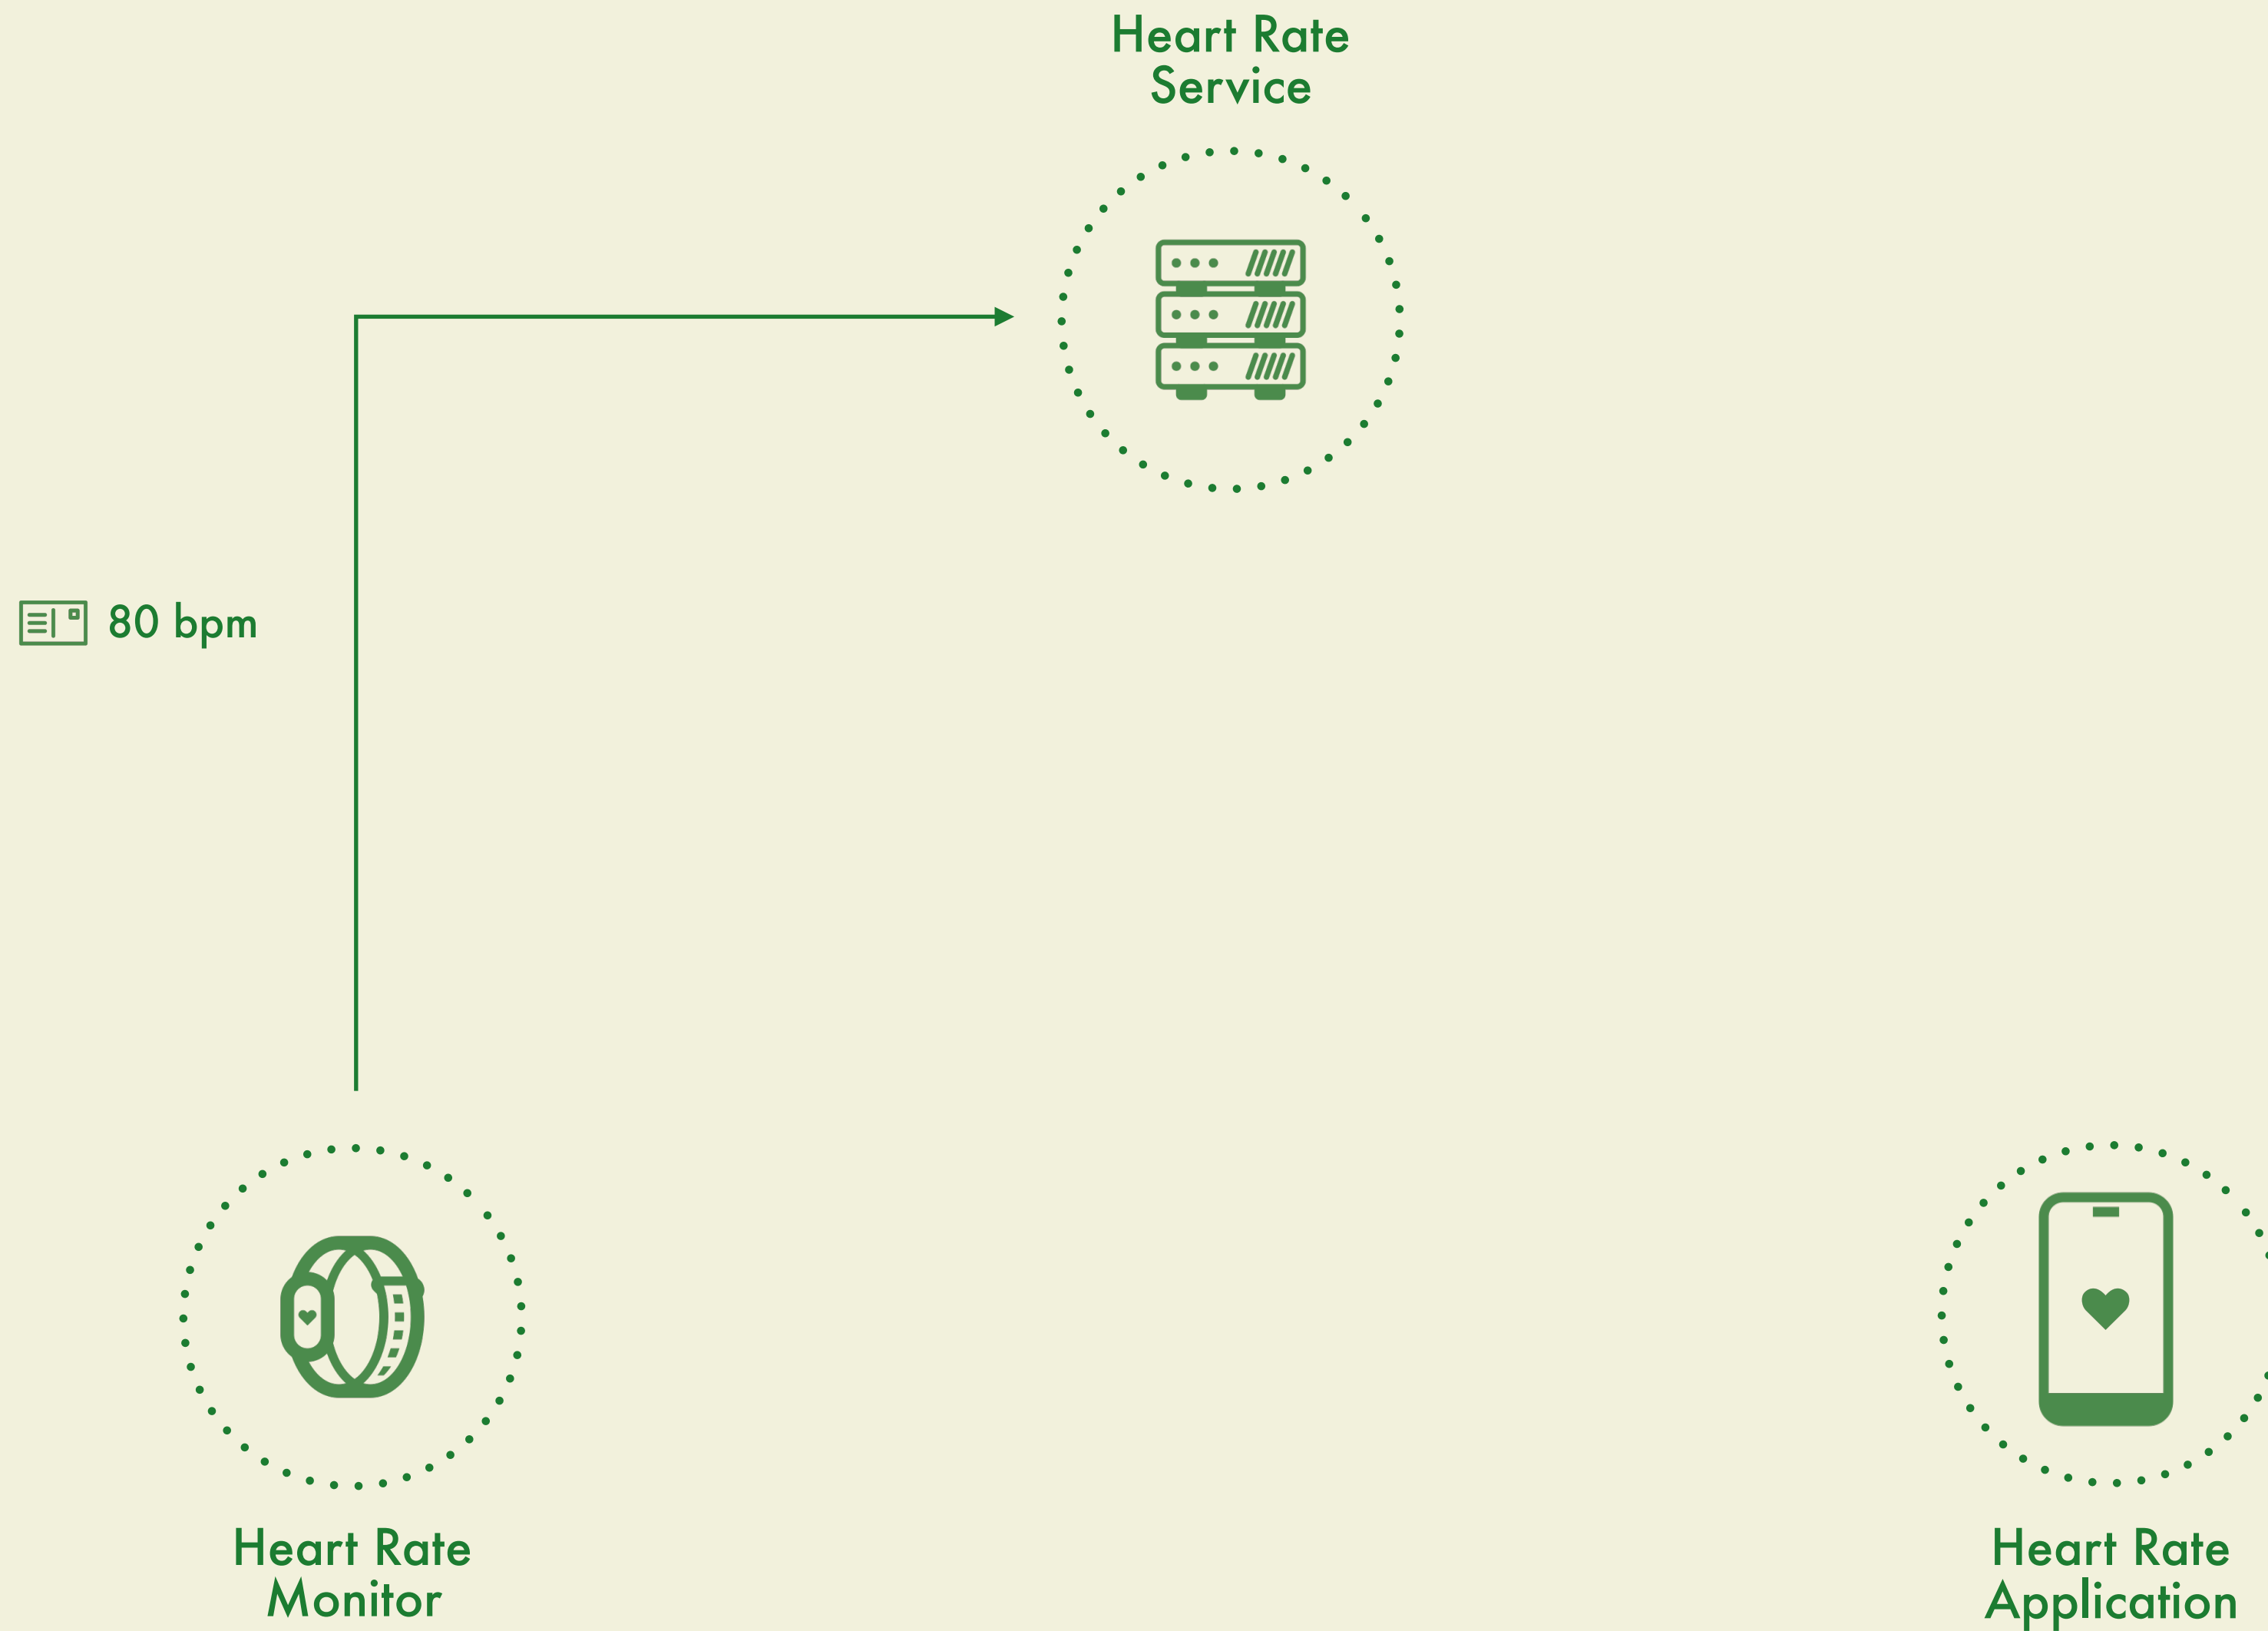 Heart Rate
Service
80 bpm
Heart Rate
Monitor
Heart Rate
Application